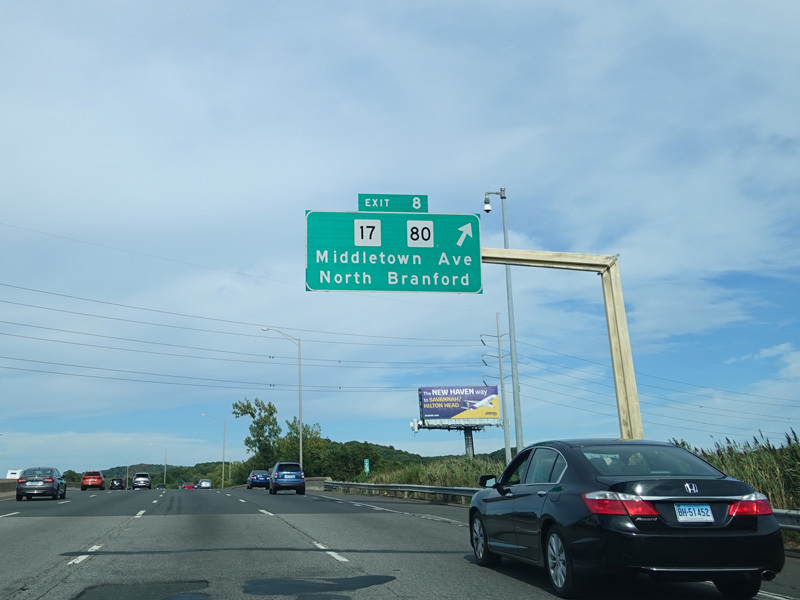 EXIT 8
17 80
Middletown Ave
North Branford
The NEW HAVEN way
to SAVANNAH/
HILTON HEAD
BH·51452